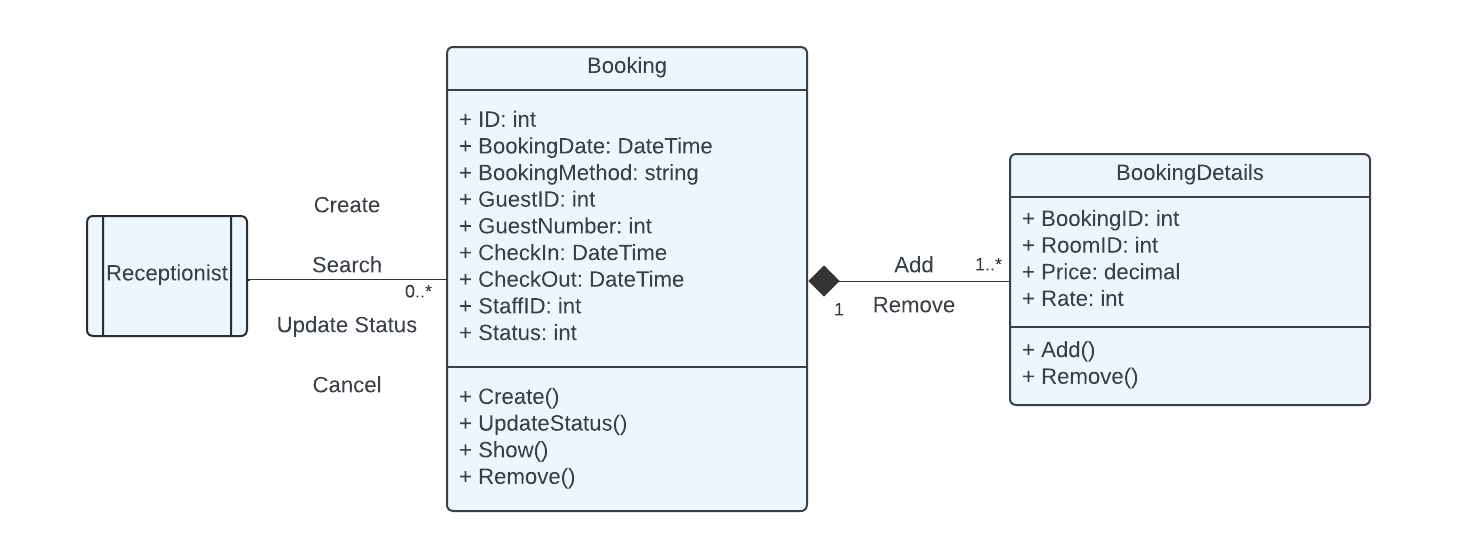 Receptionist
Create
Search
0..*
Update Status
Cancel
Booking
+ ID: int
+ BookingDate: DateTime
+ BookingMethod: string
+ GuestID: int
+ GuestNumber: int
+ CheckIn: DateTime
+ CheckOut: DateTime
+ StaffID: int
+ Status: int
+ Create()
+ UpdateStatus()
+ Show()
+ Remove()
Add
1..*
1
Remove
BookingDetails
+ BookingID: int
+ RoomID: int
+ Price: decimal
+ Rate: int
+ Add()
+ Remove()